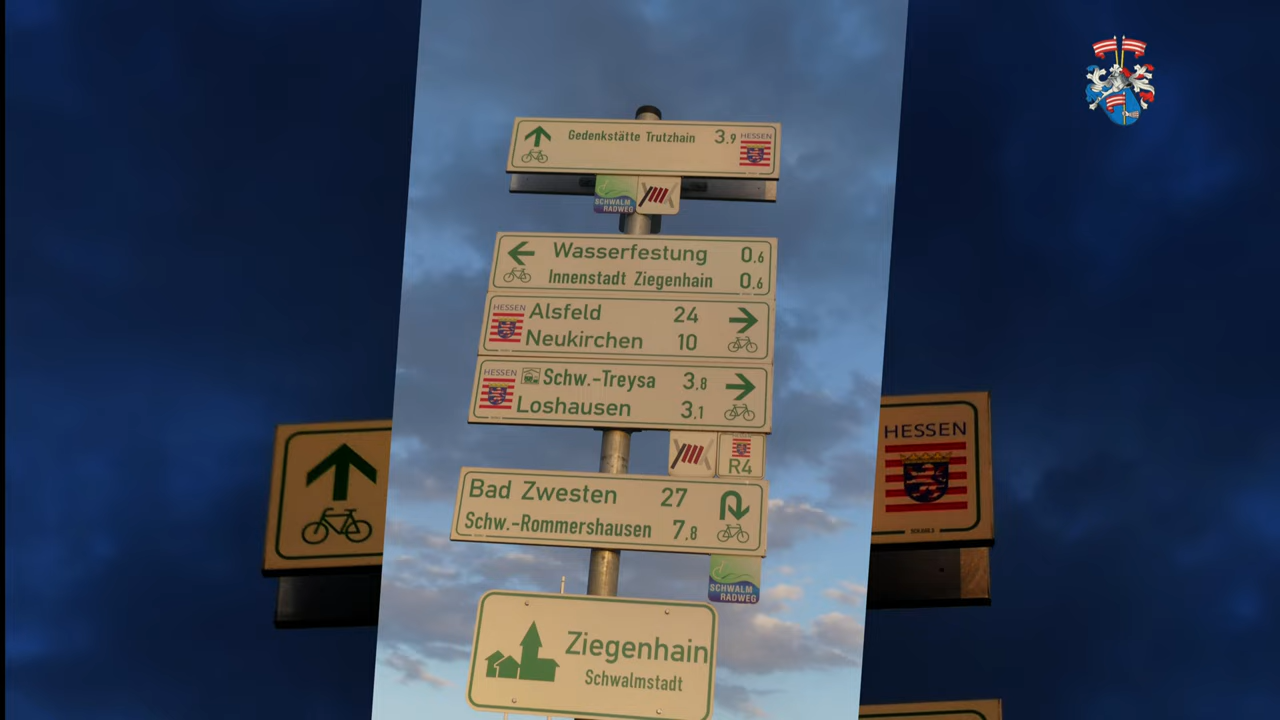 Gedenkstätte Trutzhain 3.9 HESSEN
SCHWALM
RADWEG
Wasserfestung 0.6
Innenstadt Ziegenhain 0.6
HESSEN Alsfeld 24
Neukirchen 10
HESSEN Schw.-Treysa 3.8
Loshausen 3.1
R4
Bad Zwesten 27
Schw.-Rommershausen 7.8
SCHWALM
RADWEG
Ziegenhain
Schwalmstadt
HESSEN